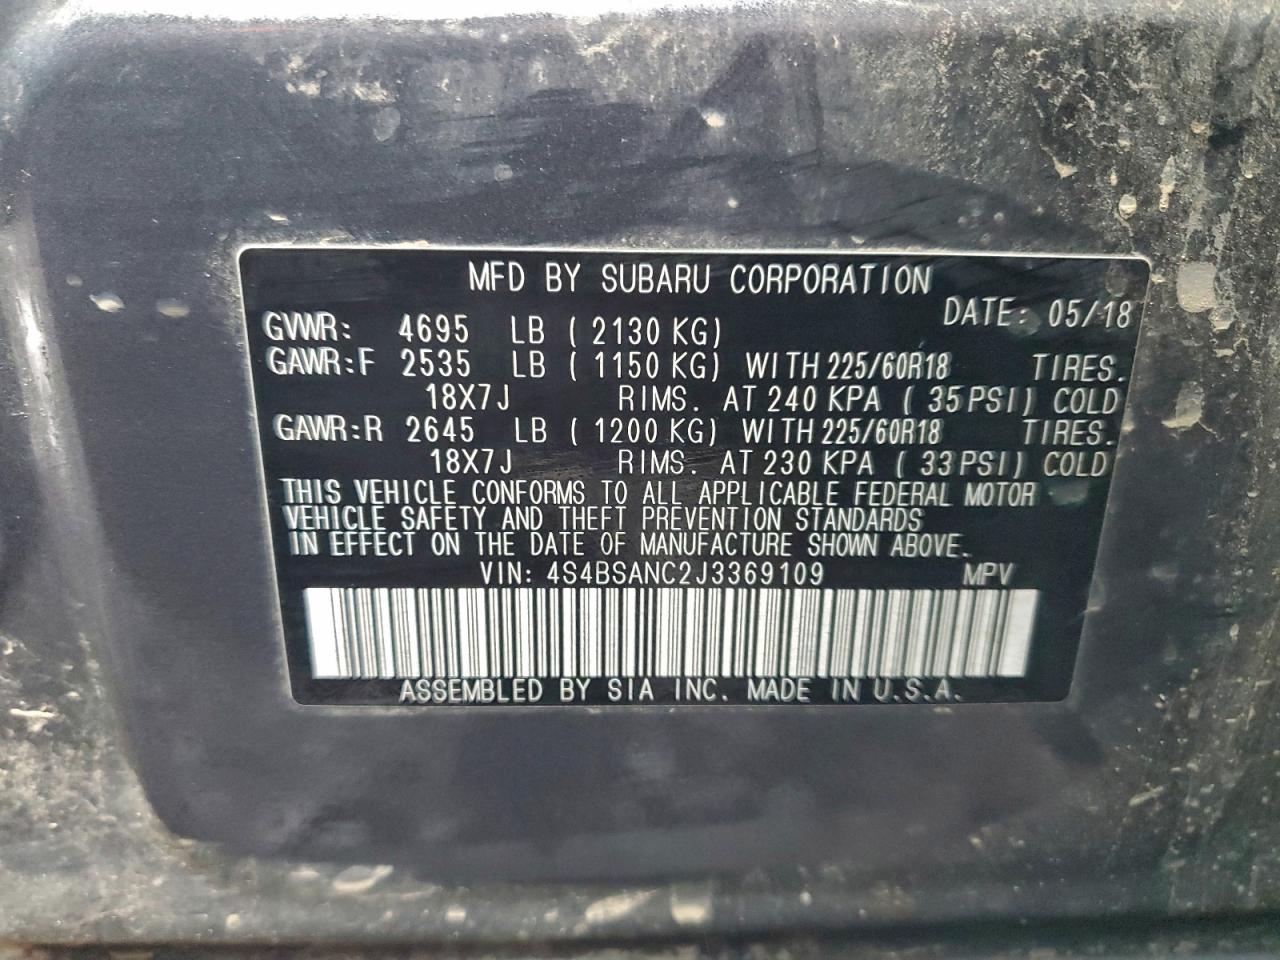 MFD BY SUBARU CORPORATION
DATE: 05/18
GVWR: 4695 LB ( 2130 KG)
GAWR:F 2535 LB ( 1150 KG) WITH 225/60R18 TIRES.
18X7J RIMS. AT 240 KPA ( 35 PSI) COLD
GAWR:R 2645 LB ( 1200 KG) WITH 225/60R18 TIRES.
18X7J RIMS. AT 230 KPA ( 33 PSI) COLD
THIS VEHICLE CONFORMS TO ALL APPLICABLE FEDERAL MOTOR
VEHICLE SAFETY AND THEFT PREVENTION STANDARDS
IN EFFECT ON THE DATE OF MANUFACTURE SHOWN ABOVE.
VIN: 4S4BSANC2J3369109 MPV
ASSEMBLED BY SIA INC. MADE IN U.S.A.